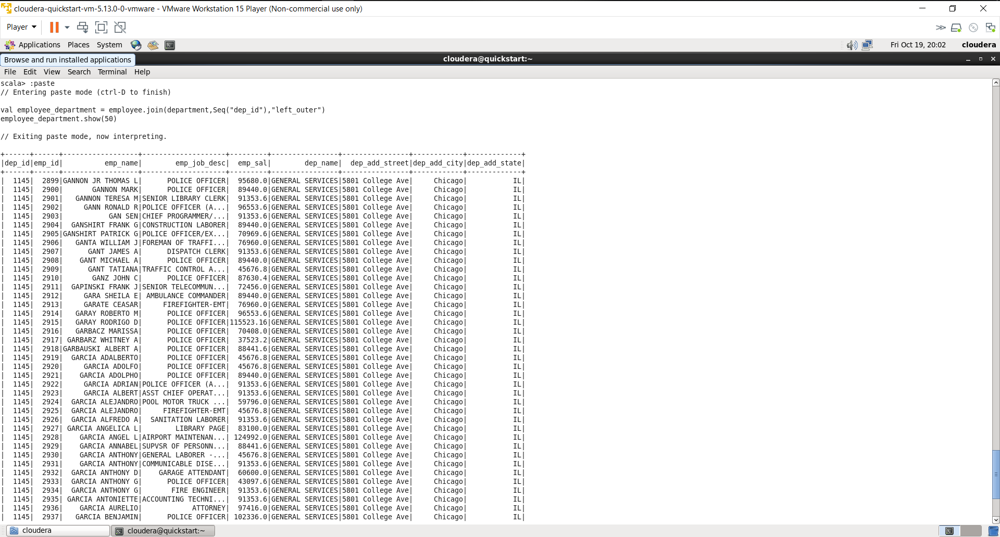 cloudera-quickstart-vm-5.13.0-0-vmware - VMware Workstation 15 Player (Non-commercial use only)
Player
Applications Places System Fri Oct 19, 20:02 cloudera
Browse and run installed applications cloudera@quickstart:~
File Edit View Search Terminal Help
scala> :paste
// Entering paste mode (ctrl-D to finish)
val employee_department = employee.join(department,Seq("dep_id"),"left_outer")
employee_department.show(50)
// Exiting paste mode, now interpreting.
+------+------+------------------+--------------------+---------+----------------+----------------+------------+-------------+
|dep_id|emp_id|          emp_name|        emp_job_desc|  emp_sal|        dep_name|  dep_add_street|dep_add_city|dep_add_state|
+------+------+------------------+--------------------+---------+----------------+----------------+------------+-------------+
|  1145|  2899|GANNON JR THOMAS L|      POLICE OFFICER|  95680.0|GENERAL SERVICES|5801 College Ave|     Chicago|           IL|
|  1145|  2900|       GANNON MARK|      POLICE OFFICER|  89440.0|GENERAL SERVICES|5801 College Ave|     Chicago|           IL|
|  1145|  2901|   GANNON TERESA M|SENIOR LIBRARY CLERK|  91353.6|GENERAL SERVICES|5801 College Ave|     Chicago|           IL|
|  1145|  2902|     GANN RONALD R|POLICE OFFICER (A...|  96553.6|GENERAL SERVICES|5801 College Ave|     Chicago|           IL|
|  1145|  2903|           GAN SEN|CHIEF PROGRAMMER/...|  91353.6|GENERAL SERVICES|5801 College Ave|     Chicago|           IL|
|  1145|  2904|  GANSHIRT FRANK G|CONSTRUCTION LABORER|  89440.0|GENERAL SERVICES|5801 College Ave|     Chicago|           IL|
|  1145|  2905|GANSHIRT PATRICK G|POLICE OFFICER/EX...|  70969.6|GENERAL SERVICES|5801 College Ave|     Chicago|           IL|
|  1145|  2906|   GANTA WILLIAM J|FOREMAN OF TRAFFI...|  76960.0|GENERAL SERVICES|5801 College Ave|     Chicago|           IL|
|  1145|  2907|      GANT JAMES A|      DISPATCH CLERK|  91353.6|GENERAL SERVICES|5801 College Ave|     Chicago|           IL|
|  1145|  2908|    GANT MICHAEL A|      POLICE OFFICER|  89440.0|GENERAL SERVICES|5801 College Ave|     Chicago|           IL|
|  1145|  2909|      GANT TATIANA|TRAFFIC CONTROL A...|  45676.8|GENERAL SERVICES|5801 College Ave|     Chicago|           IL|
|  1145|  2910|       GANZ JOHN C|      POLICE OFFICER|  87630.4|GENERAL SERVICES|5801 College Ave|     Chicago|           IL|
|  1145|  2911|  GAPINSKI FRANK J|SENIOR TELECOMMUN...|  72456.0|GENERAL SERVICES|5801 College Ave|     Chicago|           IL|
|  1145|  2912|     GARA SHEILA E| AMBULANCE COMMANDER|  89440.0|GENERAL SERVICES|5801 College Ave|     Chicago|           IL|
|  1145|  2913|     GARATE CEASAR|     FIREFIGHTER-EMT|  76960.0|GENERAL SERVICES|5801 College Ave|     Chicago|           IL|
|  1145|  2914|   GARAY ROBERTO M|      POLICE OFFICER|  96553.6|GENERAL SERVICES|5801 College Ave|     Chicago|           IL|
|  1145|  2915|   GARAY RODRIGO D|      POLICE OFFICER|115523.16|GENERAL SERVICES|5801 College Ave|     Chicago|           IL|
|  1145|  2916|   GARBACZ MARISSA|      POLICE OFFICER|  70408.0|GENERAL SERVICES|5801 College Ave|     Chicago|           IL|
|  1145|  2917| GARBARZ WHITNEY A|      POLICE OFFICER|  37523.2|GENERAL SERVICES|5801 College Ave|     Chicago|           IL|
|  1145|  2918|GARBAUSKI ALBERT A|      POLICE OFFICER|  88441.6|GENERAL SERVICES|5801 College Ave|     Chicago|           IL|
|  1145|  2919|  GARCIA ADALBERTO|      POLICE OFFICER|  45676.8|GENERAL SERVICES|5801 College Ave|     Chicago|           IL|
|  1145|  2920|     GARCIA ADOLFO|      POLICE OFFICER|  45676.8|GENERAL SERVICES|5801 College Ave|     Chicago|           IL|
|  1145|  2921|    GARCIA ADOLPHO|      POLICE OFFICER|  89440.0|GENERAL SERVICES|5801 College Ave|     Chicago|           IL|
|  1145|  2922|     GARCIA ADRIAN|POLICE OFFICER (A...|  91353.6|GENERAL SERVICES|5801 College Ave|     Chicago|           IL|
|  1145|  2923|     GARCIA ALBERT|ASST CHIEF OPERAT...|  91353.6|GENERAL SERVICES|5801 College Ave|     Chicago|           IL|
|  1145|  2924|  GARCIA ALEJANDRO|POOL MOTOR TRUCK ...|  59796.0|GENERAL SERVICES|5801 College Ave|     Chicago|           IL|
|  1145|  2925|  GARCIA ALEJANDRO|     FIREFIGHTER-EMT|  45676.8|GENERAL SERVICES|5801 College Ave|     Chicago|           IL|
|  1145|  2926|  GARCIA ALFREDO A|  SANITATION LABORER|  91353.6|GENERAL SERVICES|5801 College Ave|     Chicago|           IL|
|  1145|  2927| GARCIA ANGELICA L|        LIBRARY PAGE|  83100.0|GENERAL SERVICES|5801 College Ave|     Chicago|           IL|
|  1145|  2928|    GARCIA ANGEL L|AIRPORT MAINTENAN...| 124992.0|GENERAL SERVICES|5801 College Ave|     Chicago|           IL|
|  1145|  2929|    GARCIA ANNABEL|SUPVSR OF PERSONN...|  88441.6|GENERAL SERVICES|5801 College Ave|     Chicago|           IL|
|  1145|  2930|    GARCIA ANTHONY|GENERAL LABORER -...|  45676.8|GENERAL SERVICES|5801 College Ave|     Chicago|           IL|
|  1145|  2931|    GARCIA ANTHONY|COMMUNICABLE DISE...|  91353.6|GENERAL SERVICES|5801 College Ave|     Chicago|           IL|
|  1145|  2932|  GARCIA ANTHONY D|    GARAGE ATTENDANT|  60600.0|GENERAL SERVICES|5801 College Ave|     Chicago|           IL|
|  1145|  2933|  GARCIA ANTHONY G|      POLICE OFFICER|  43097.6|GENERAL SERVICES|5801 College Ave|     Chicago|           IL|
|  1145|  2934|  GARCIA ANTHONY G|       FIRE ENGINEER|  91353.6|GENERAL SERVICES|5801 College Ave|     Chicago|           IL|
|  1145|  2935| GARCIA ANTONIETTE|ACCOUNTING TECHNI...|  91353.6|GENERAL SERVICES|5801 College Ave|     Chicago|           IL|
|  1145|  2936|    GARCIA AURELIO|            ATTORNEY|  97416.0|GENERAL SERVICES|5801 College Ave|     Chicago|           IL|
|  1145|  2937|   GARCIA BENJAMIN|      POLICE OFFICER| 102336.0|GENERAL SERVICES|5801 College Ave|     Chicago|           IL|
cloudera cloudera@quickstart:~